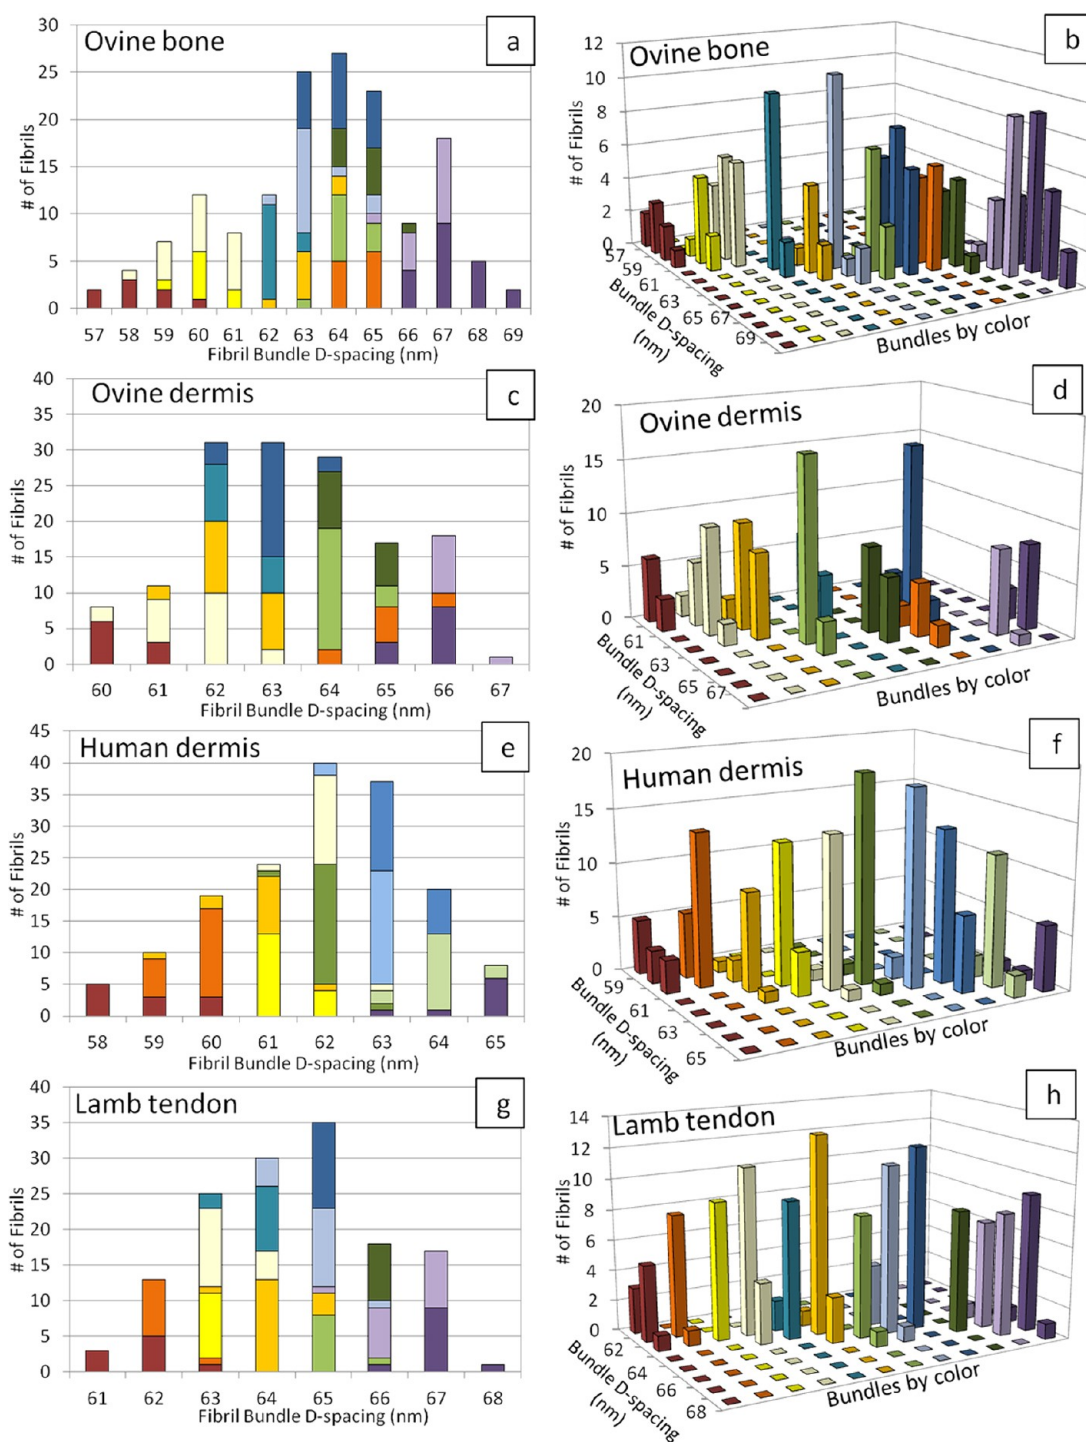 Ovine bone
a
30
25
20
15
10
5
0
# of Fibrils
57 58 59 60 61 62 63 64 65 66 67 68 69
Fibril Bundle D-spacing (nm)
Ovine bone
b
12
10
8
6
4
2
0
# of Fibrils
57
59
61
63
65
67
69
Bundle D-spacing
(nm)
Bundles by color
Ovine dermis
c
40
35
30
25
20
15
10
5
0
# of Fibrils
60 61 62 63 64 65 66 67
Fibril Bundle D-spacing (nm)
Ovine dermis
d
20
15
10
5
0
# of Fibrils
61
63
65
67
Bundle D-spacing
(nm)
Bundles by color
Human dermis
e
45
40
35
30
25
20
15
10
5
0
# of Fibrils
58 59 60 61 62 63 64 65
Fibril Bundle D-spacing (nm)
Human dermis
f
20
15
10
5
0
# of Fibrils
59
61
63
65
Bundle D-spacing
(nm)
Bundles by color
Lamb tendon
g
40
35
30
25
20
15
10
5
0
# of Fibrils
61 62 63 64 65 66 67 68
Fibril Bundle D-spacing (nm)
Lamb tendon
h
14
12
10
8
6
4
2
0
# of Fibrils
62
64
66
68
Bundle D-spacing
(nm)
Bundles by color